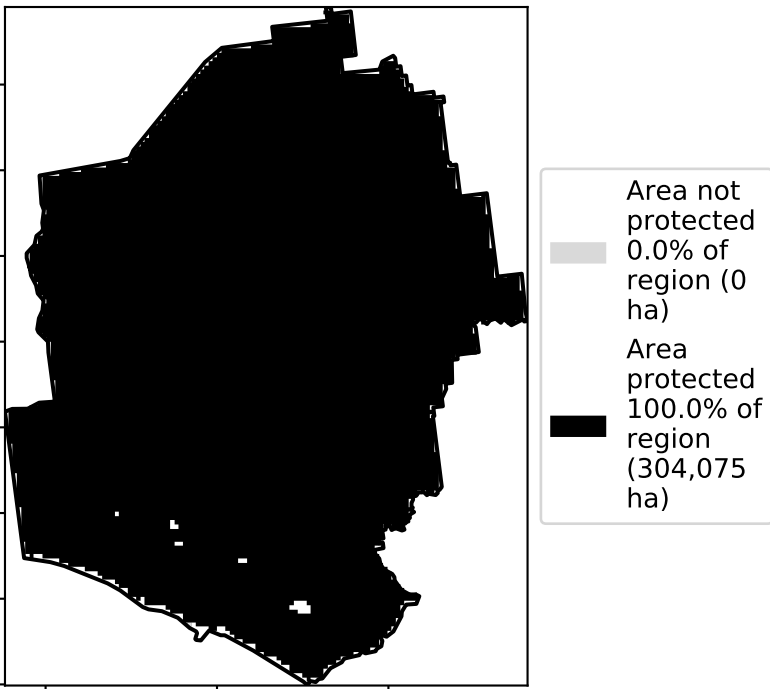 Area not
protected
0.0% of
region (0
ha)
Area
protected
100.0% of
region
(304,075
ha)